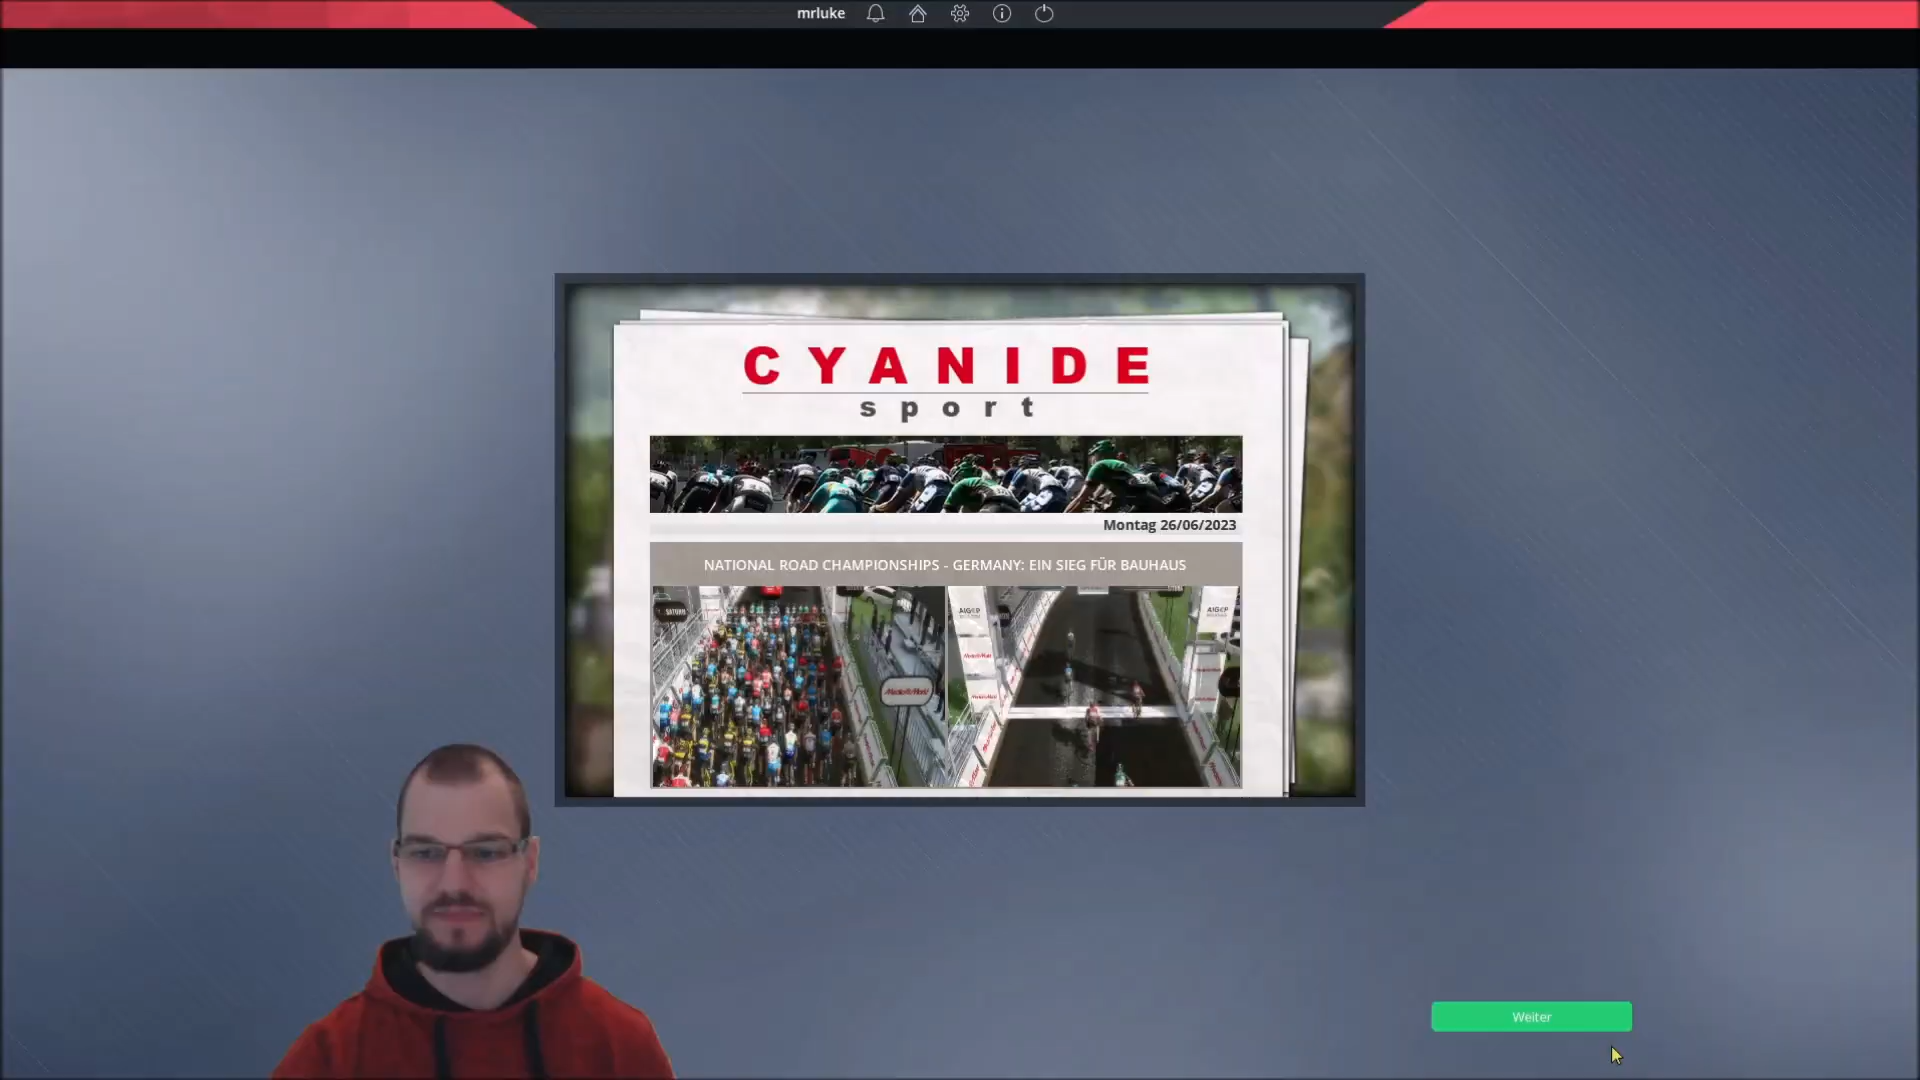 mrluke
CYANIDE
sport
Montag 26/06/2023
NATIONAL ROAD CHAMPIONSHIPS - GERMANY: EIN SIEG FÜR BAUHAUS
Weiter